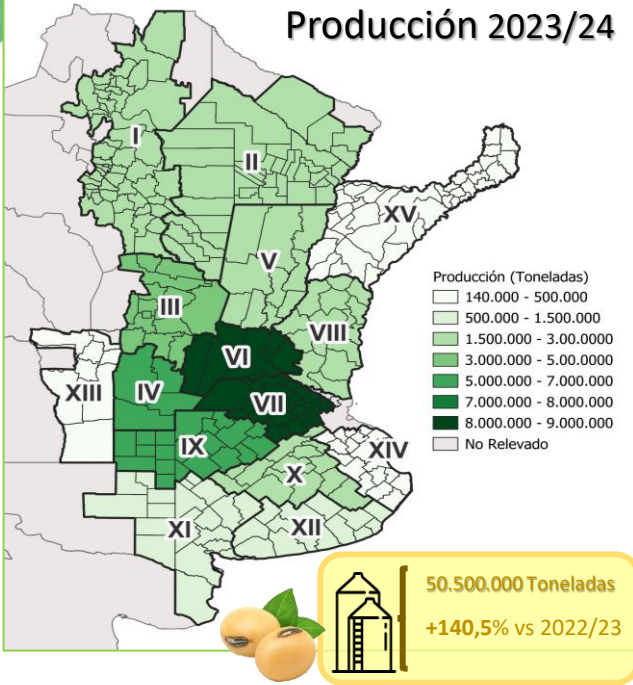 Producción 2023/24
I
II
XV
V
III
VIII
VI
XIII
IV
VII
IX
XIV
X
XI
XII
Producción (Toneladas)
140.000 - 500.000
500.000 - 1.500.000
1.500.000 - 3.00.0000
3.000.000 - 5.00.0000
5.000.000 - 7.000.000
7.000.000 - 8.000.000
8.000.000 - 9.000.000
No Relevado
50.500.000 Toneladas
+140,5% vs 2022/23